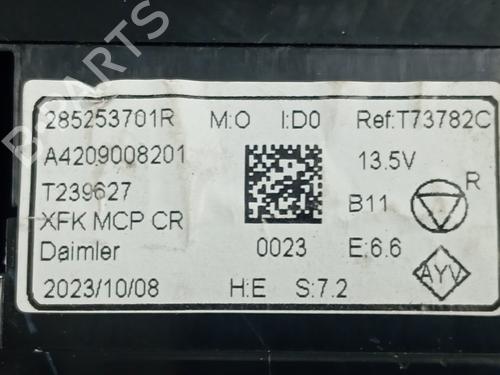 285253701R M:O I:D0 Ref:T73782C
A4209008201 13.5V
T239627 B11 R
XFK MCP CR
Daimler 0023 E:6.6 AYV
2023/10/08 H:E S:7.2
B-PARTS